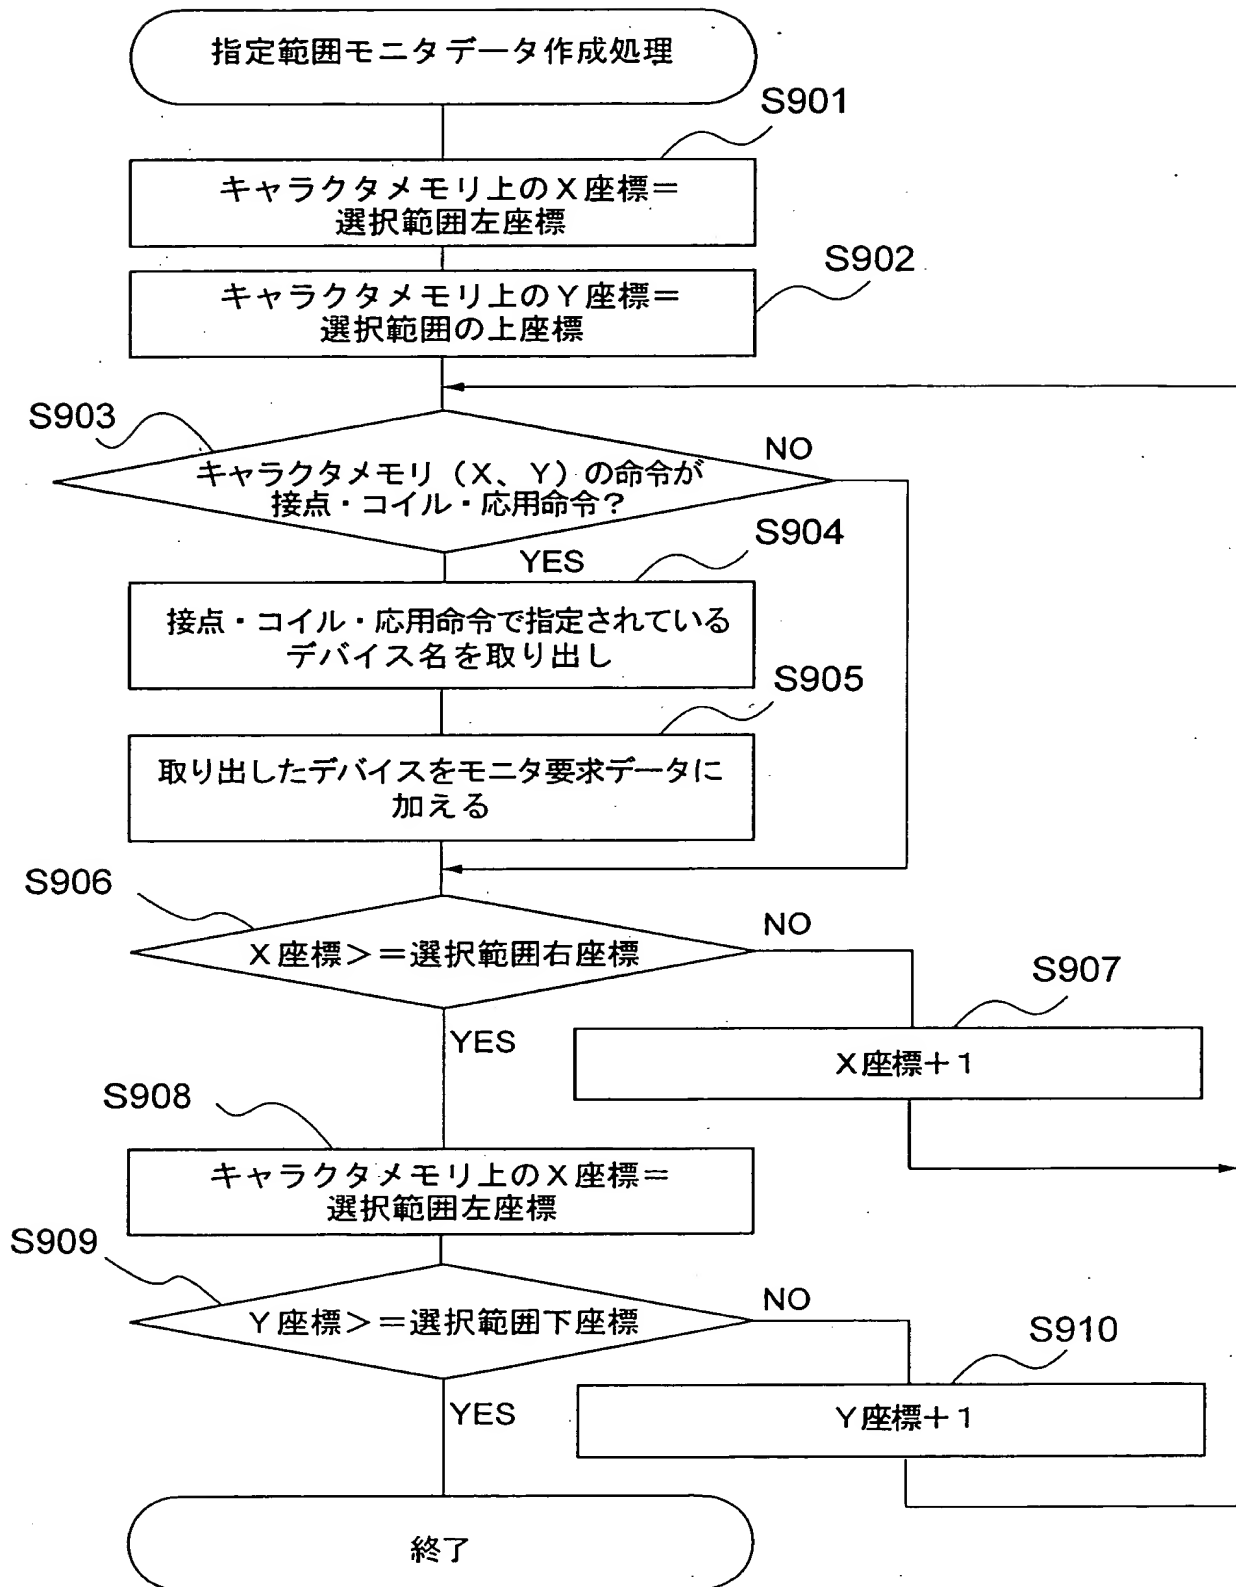 指定範囲モニタデータ作成処理
S901
キャラクタメモリ上のX座標=
選択範囲左座標
S902
キャラクタメモリ上のY座標=
選択範囲の上座標
S903
NO
キャラクタメモリ(X、Y)の命令が
接点・コイル・応用命令?
YES
S904
接点・コイル・応用命令で指定されている
デバイス名を取り出し
S905
取り出したデバイスをモニタ要求データに
加える
S906
NO
X座標>=選択範囲右座標
S907
YES
X座標+1
S908
キャラクタメモリ上のX座標=
選択範囲左座標
S909
NO
Y座標>=選択範囲下座標
S910
YES
Y座標+1
終了